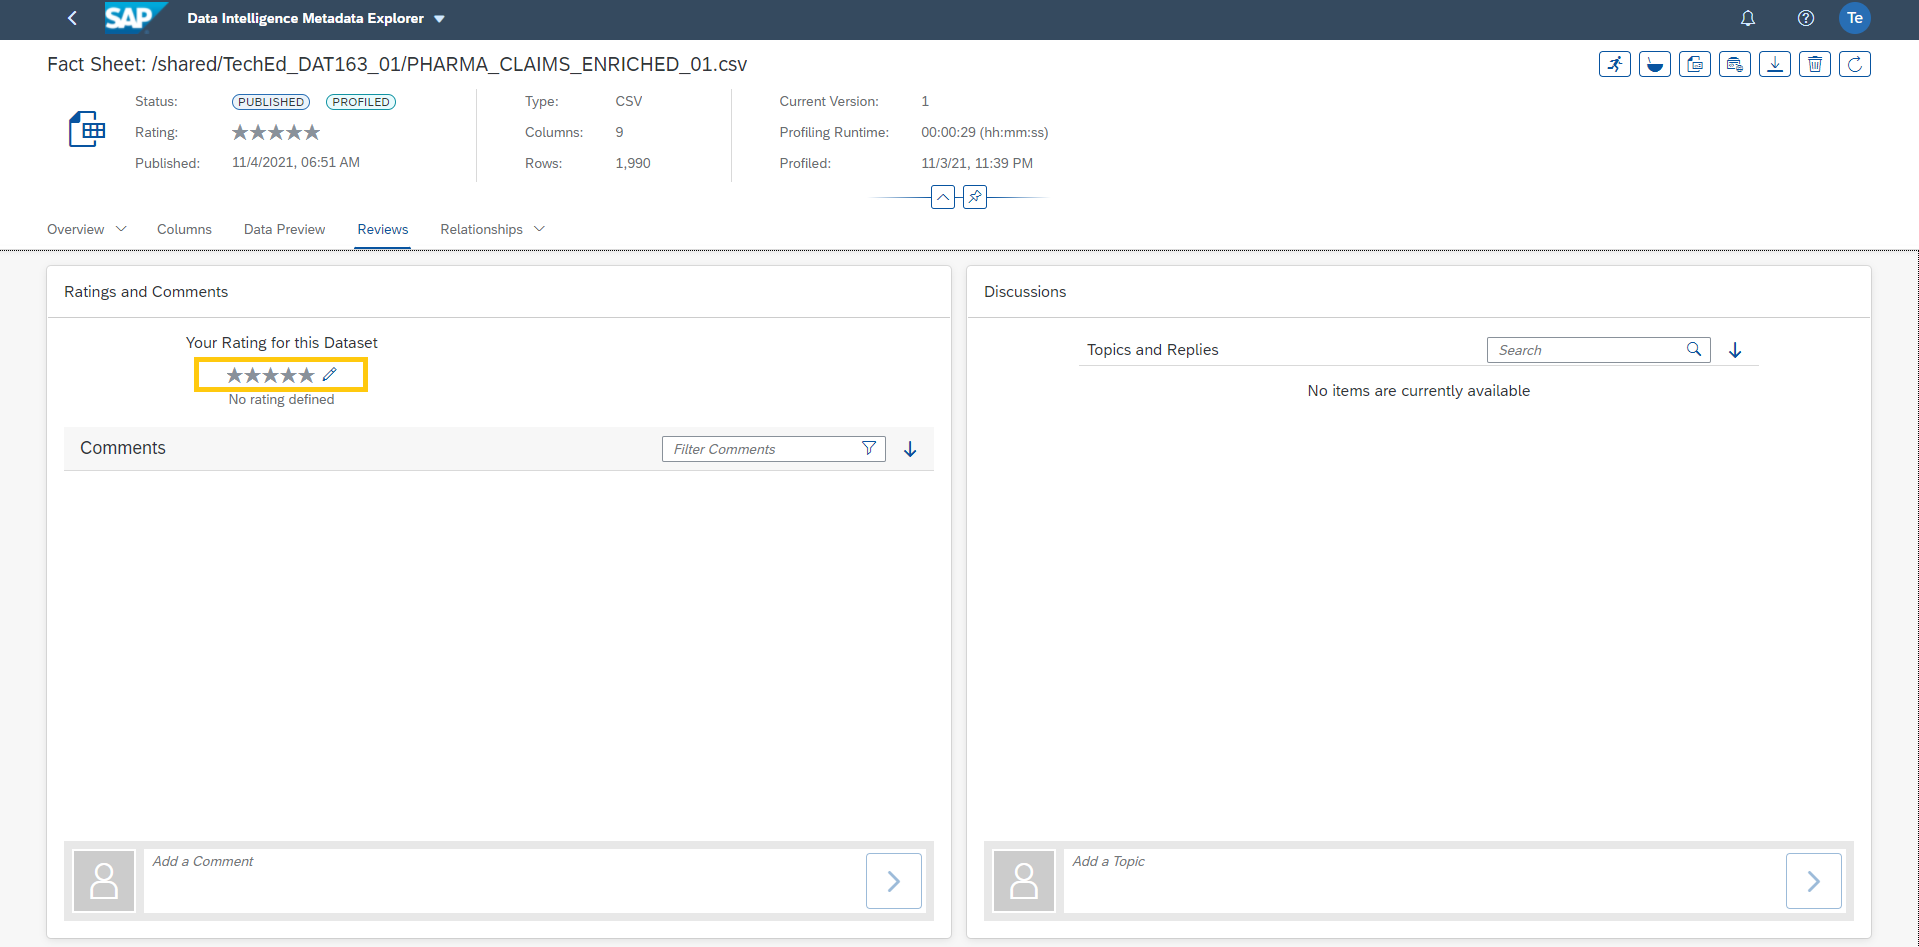 SAP Data Intelligence Metadata Explorer Te
Fact Sheet: /shared/TechEd_DAT163_01/PHARMA_CLAIMS_ENRICHED_01.csv
Status: PUBLISHED PROFILED
Rating:
Published: 11/4/2021, 06:51 AM
Type: CSV
Columns: 9
Rows: 1,990
Current Version: 1
Profiling Runtime: 00:00:29 (hh:mm:ss)
Profiled: 11/3/21, 11:39 PM
Overview Columns Data Preview Reviews Relationships
Ratings and Comments
Your Rating for this Dataset
No rating defined
Comments Filter Comments
Add a Comment
Discussions
Topics and Replies Search
No items are currently available
Add a Topic